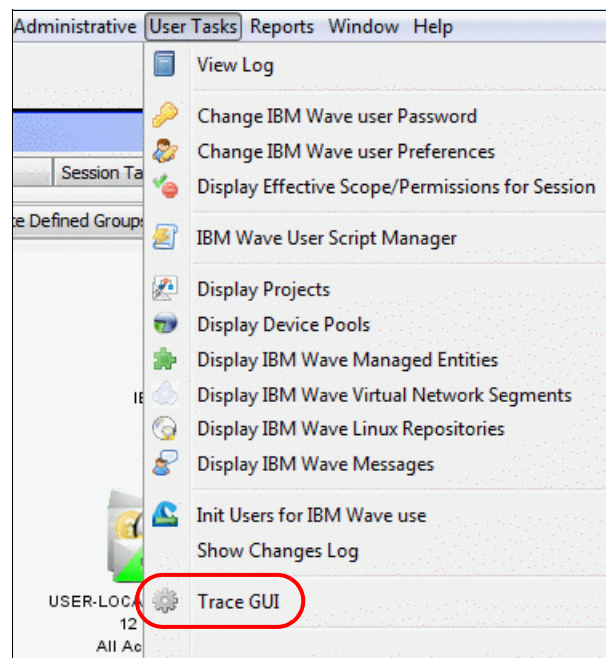 Administrative User Tasks Reports Window Help
View Log
Change IBM Wave user Password
Change IBM Wave user Preferences
Session Ta
Display Effective Scope/Permissions for Session
te Defined Groups
IBM Wave User Script Manager
Display Projects
Display Device Pools
Display IBM Wave Managed Entities
Display IBM Wave Virtual Network Segments
Display IBM Wave Linux Repositories
Display IBM Wave Messages
Init Users for IBM Wave use
Show Changes Log
Trace GUI
USER-LOCA
12
All Ac